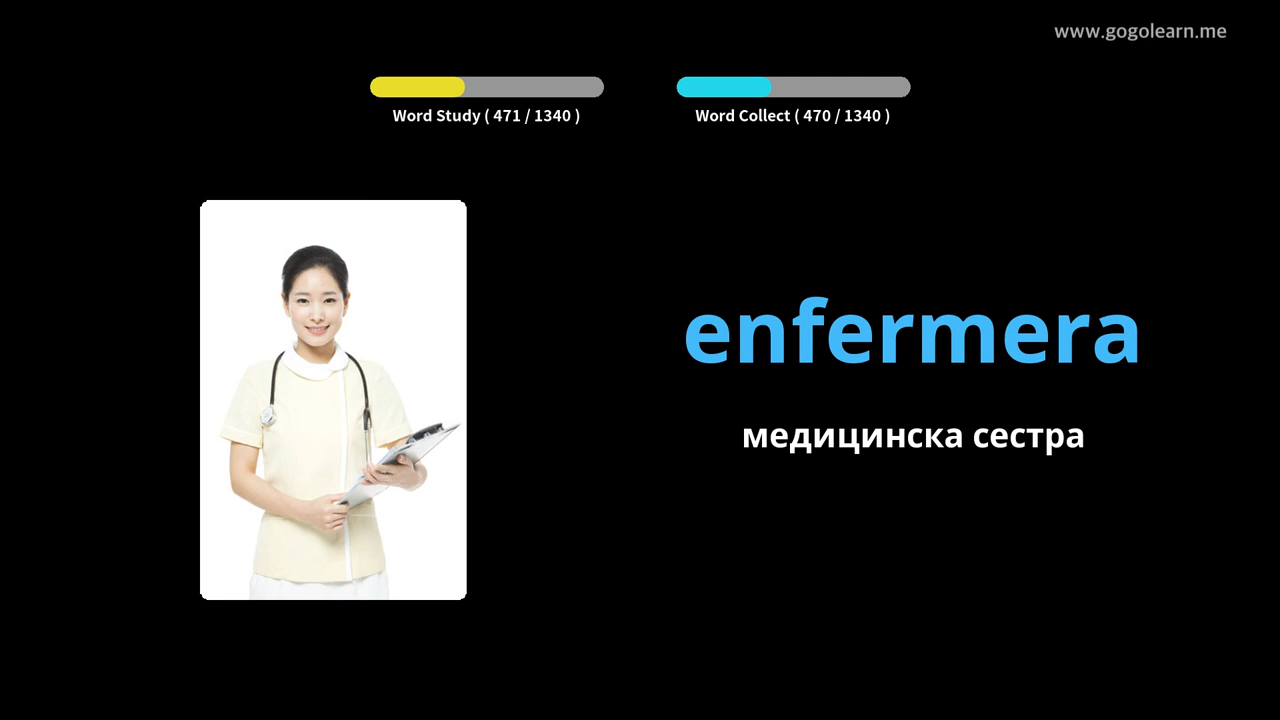 www.gogolearn.me
Word Study ( 471 / 1340 )
Word Collect ( 470 / 1340 )
enfermera
медицинска сестра